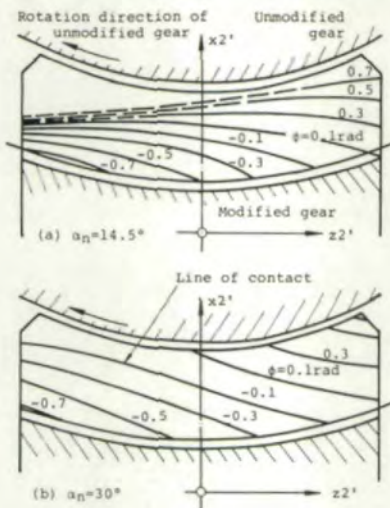 Rotation direction of
unmodified gear
Unmodified
gear
x2'
0.7
0.5
0.3
-0.1
ϕ=0.1rad
-0.5
-0.3
-0.7
Modified gear
(a) αn=14.5°
z2'
Line of contact
x2'
0.3
ϕ=0.1rad
-0.1
-0.7
-0.5
-0.3
(b) αn=30°
z2'